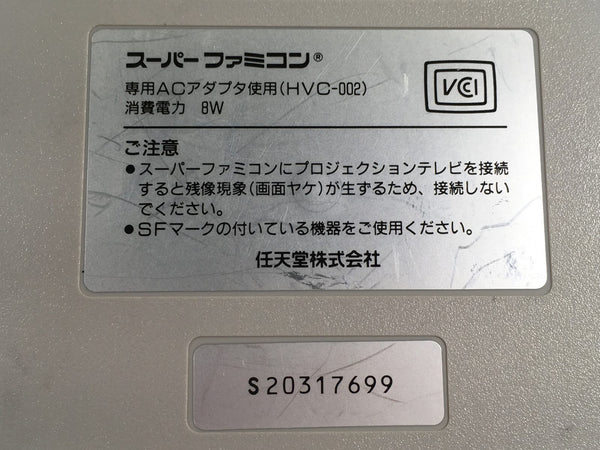 スーパーファミコン®
専用ACアダプタ使用(HVC-002)
消費電力 8W
VCCI
ご注意
●スーパーファミコンにプロジェクションテレビを接続
すると残像現象(画面ヤケ)が生ずるため、接続しない
でください。
●SFマークの付いている機器をご使用ください。
任天堂株式会社
S20317699